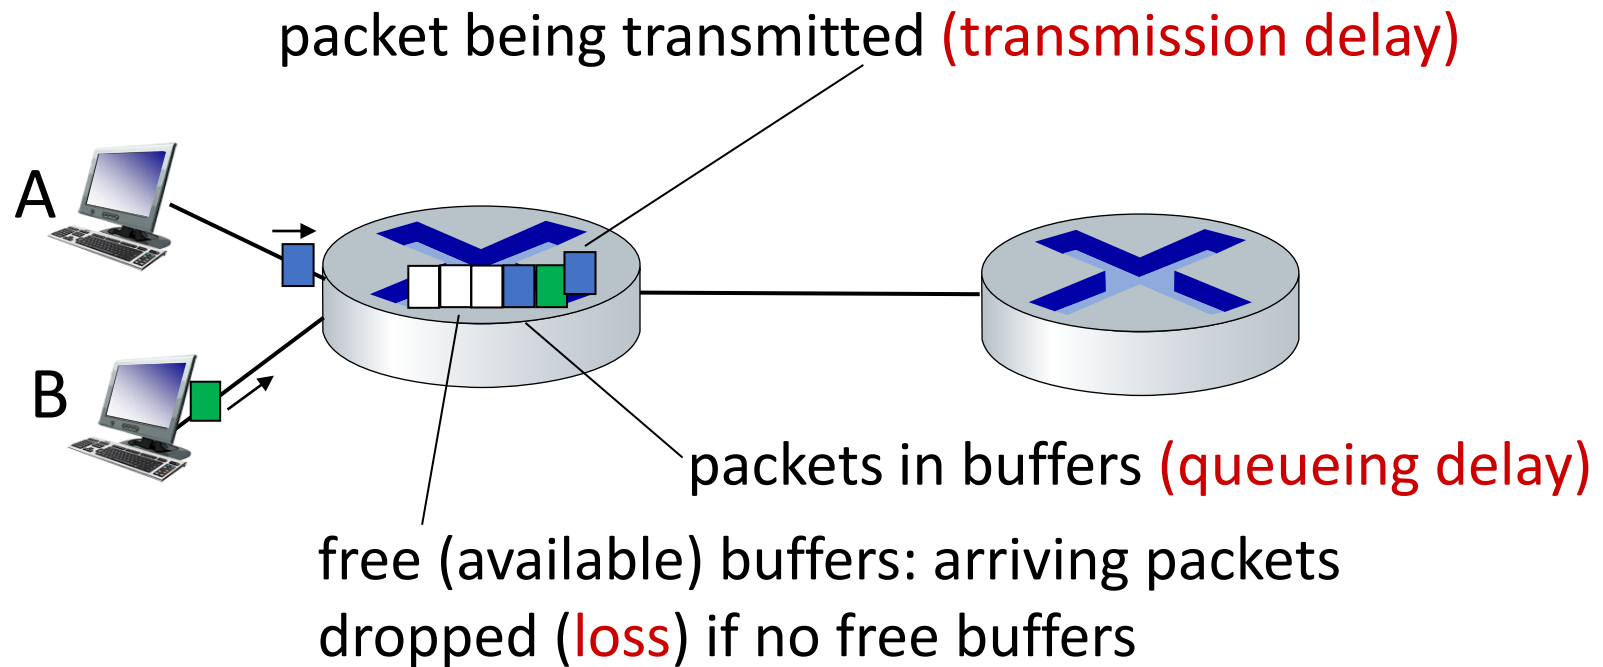 packet being transmitted (transmission delay)
A
B
packets in buffers (queueing delay)
free (available) buffers: arriving packets
dropped (loss) if no free buffers